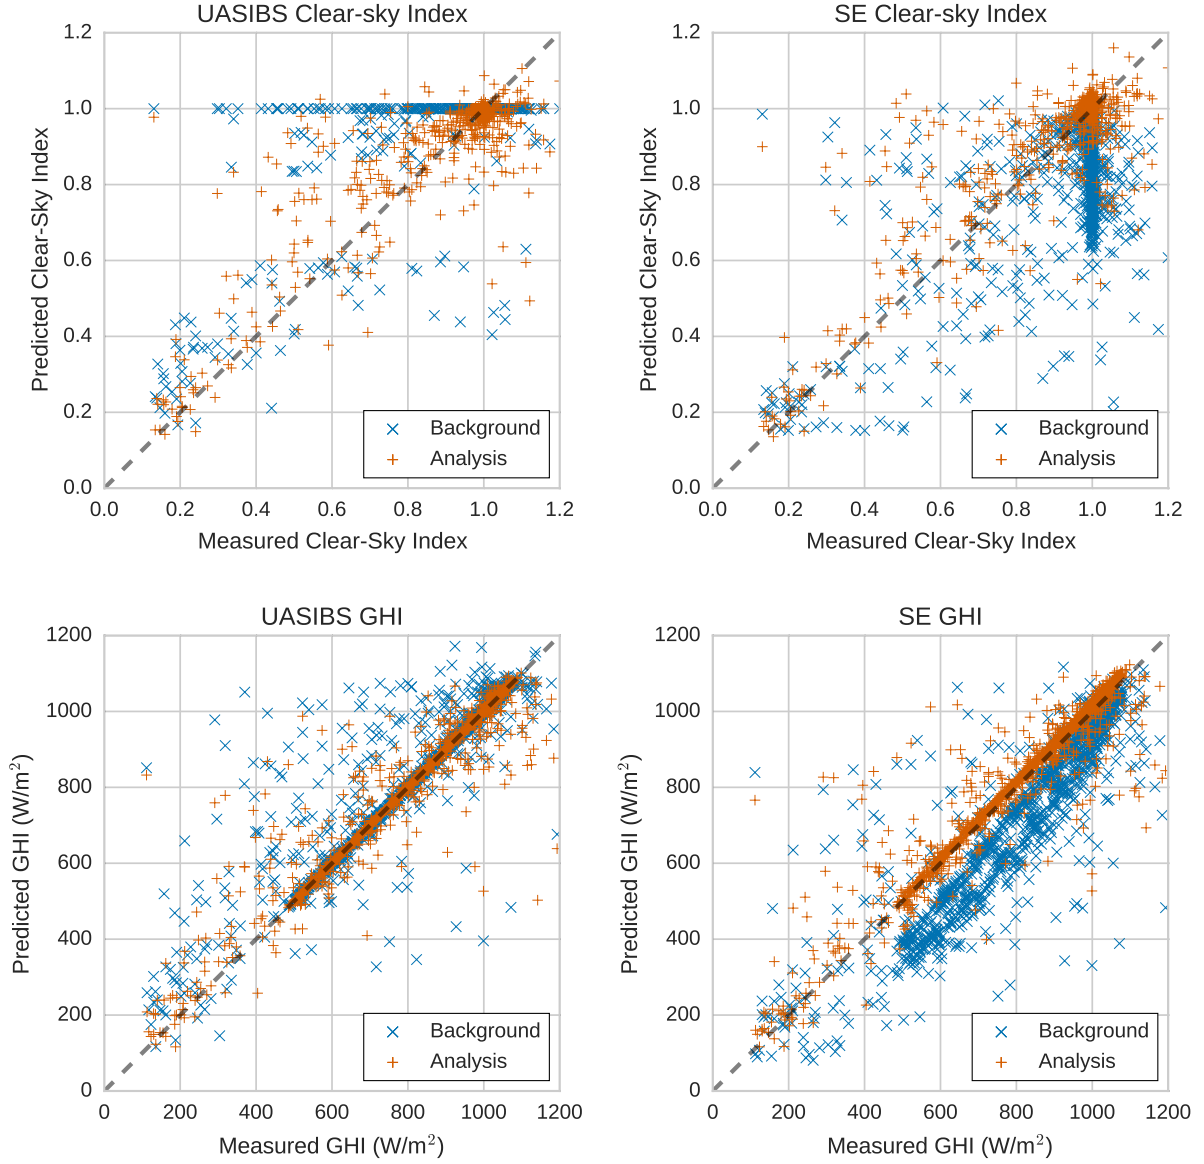 UASIBS Clear-sky Index
1.2
1.0
0.8
0.6
0.4
0.2
0.0
Predicted Clear-Sky Index
Background
Analysis
0.0 0.2 0.4 0.6 0.8 1.0 1.2
Measured Clear-Sky Index
SE Clear-sky Index
1.2
1.0
0.8
0.6
0.4
0.2
0.0
Predicted Clear-Sky Index
Background
Analysis
0.0 0.2 0.4 0.6 0.8 1.0 1.2
Measured Clear-Sky Index
UASIBS GHI
1200
1000
800
600
400
200
0
Predicted GHI (W/m²)
Background
Analysis
0 200 400 600 800 1000 1200
Measured GHI (W/m²)
SE GHI
1200
1000
800
600
400
200
0
Predicted GHI (W/m²)
Background
Analysis
0 200 400 600 800 1000 1200
Measured GHI (W/m²)